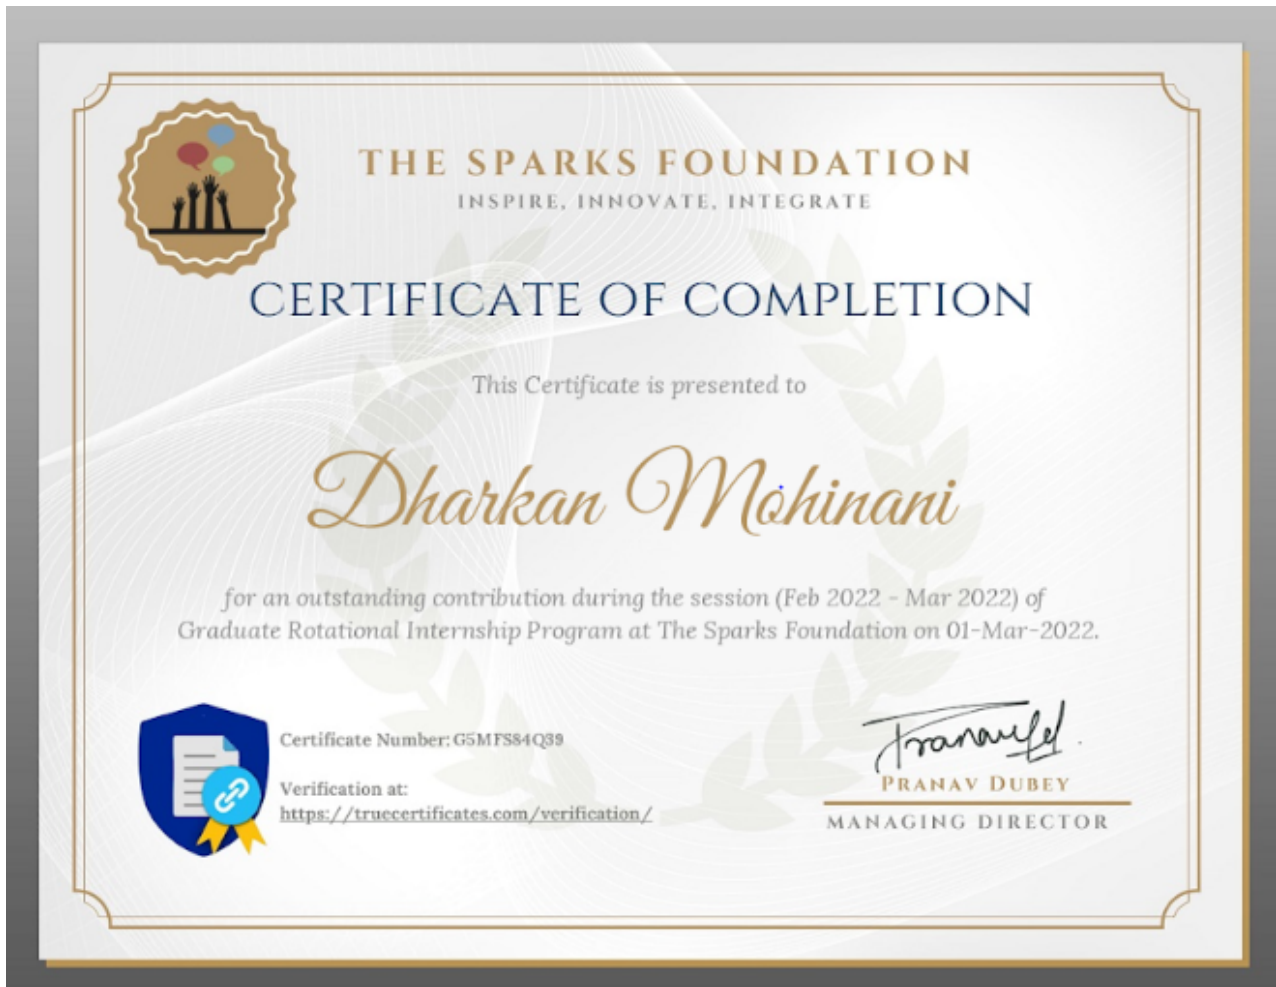 THE SPARKS FOUNDATION
INSPIRE, INNOVATE, INTEGRATE
CERTIFICATE OF COMPLETION
This Certificate is presented to
Dharkan Mohinani
for an outstanding contribution during the session (Feb 2022 - Mar 2022) of
Graduate Rotational Internship Program at The Sparks Foundation on 01-Mar-2022.
Certificate Number: G5MFS84Q39
Verification at:
https://truecertificates.com/verification/
PRANAV DUBEY
MANAGING DIRECTOR